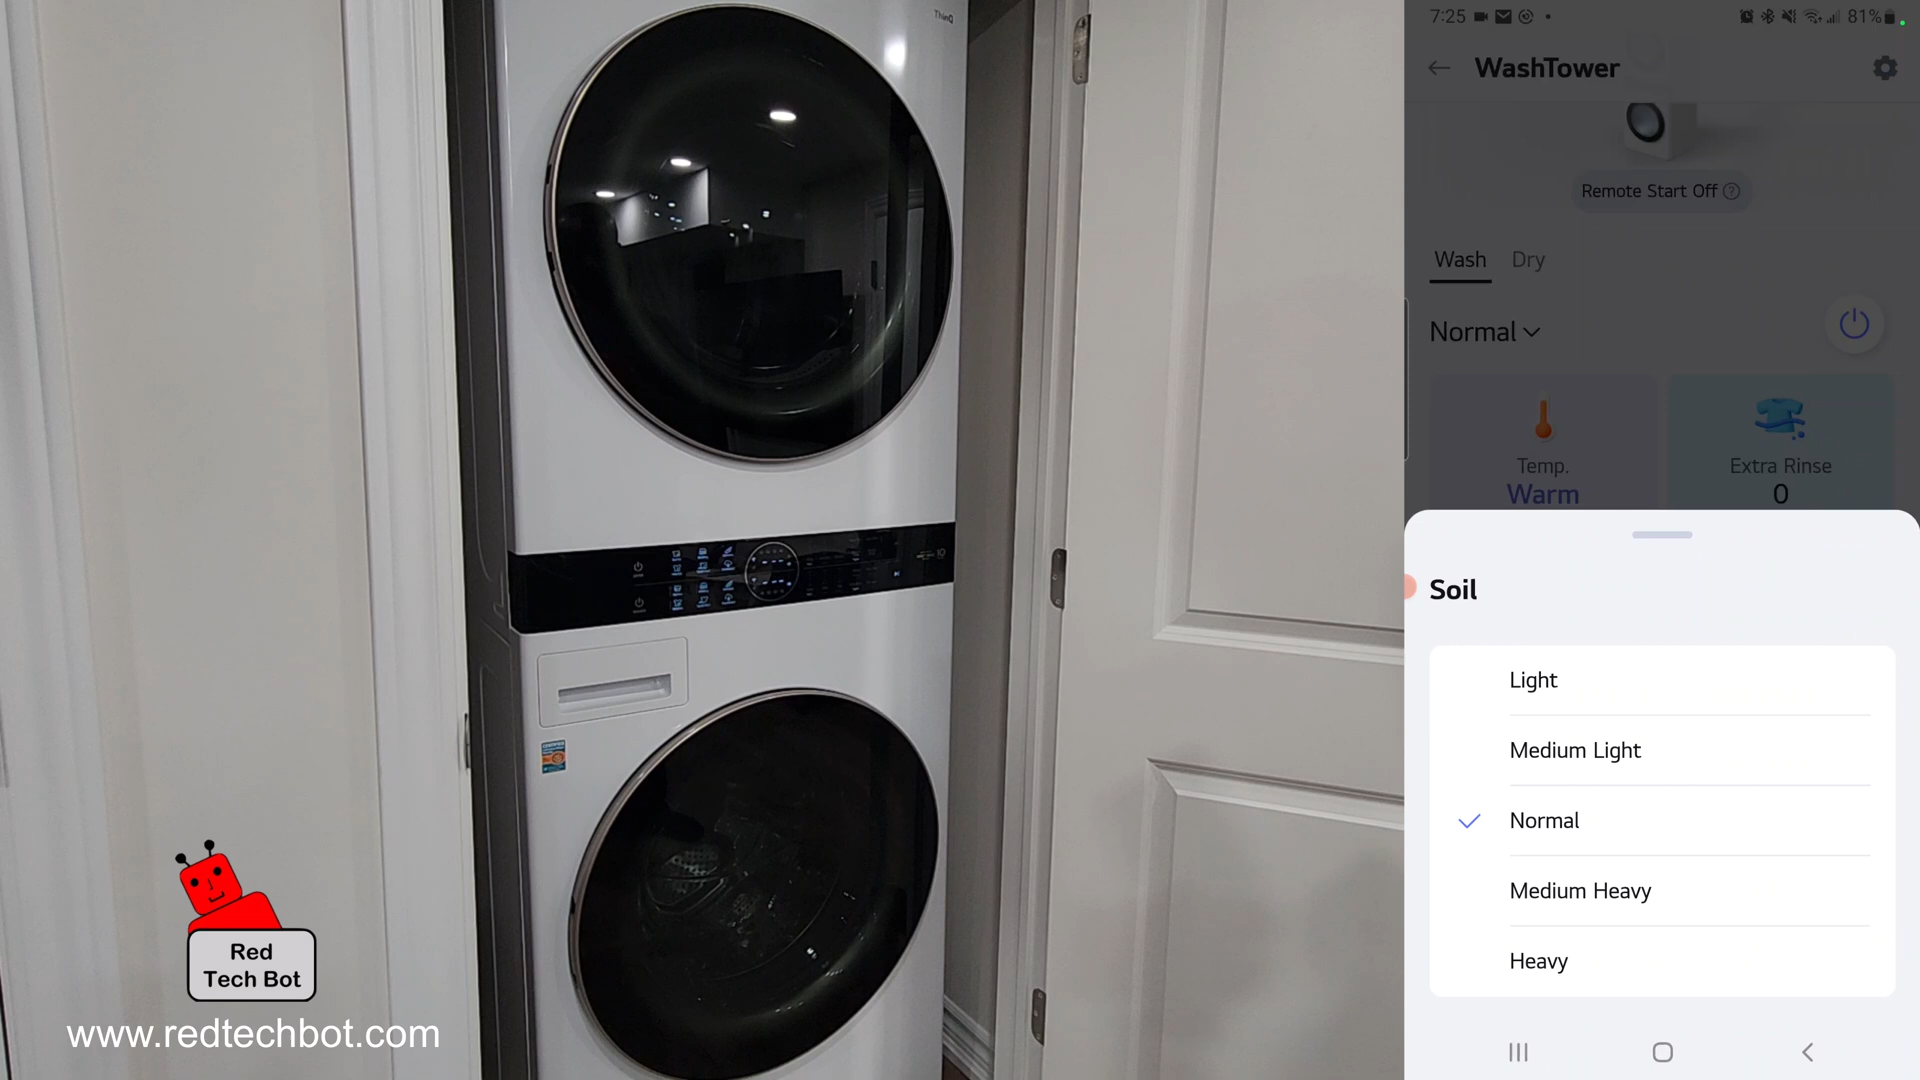 ThinQ
Red
Tech Bot
www.redtechbot.com
7:25
81%
WashTower
Remote Start Off ?
Wash
Dry
Normal
Temp.
Warm
Extra Rinse
0
Soil
Light
Medium Light
Normal
Medium Heavy
Heavy